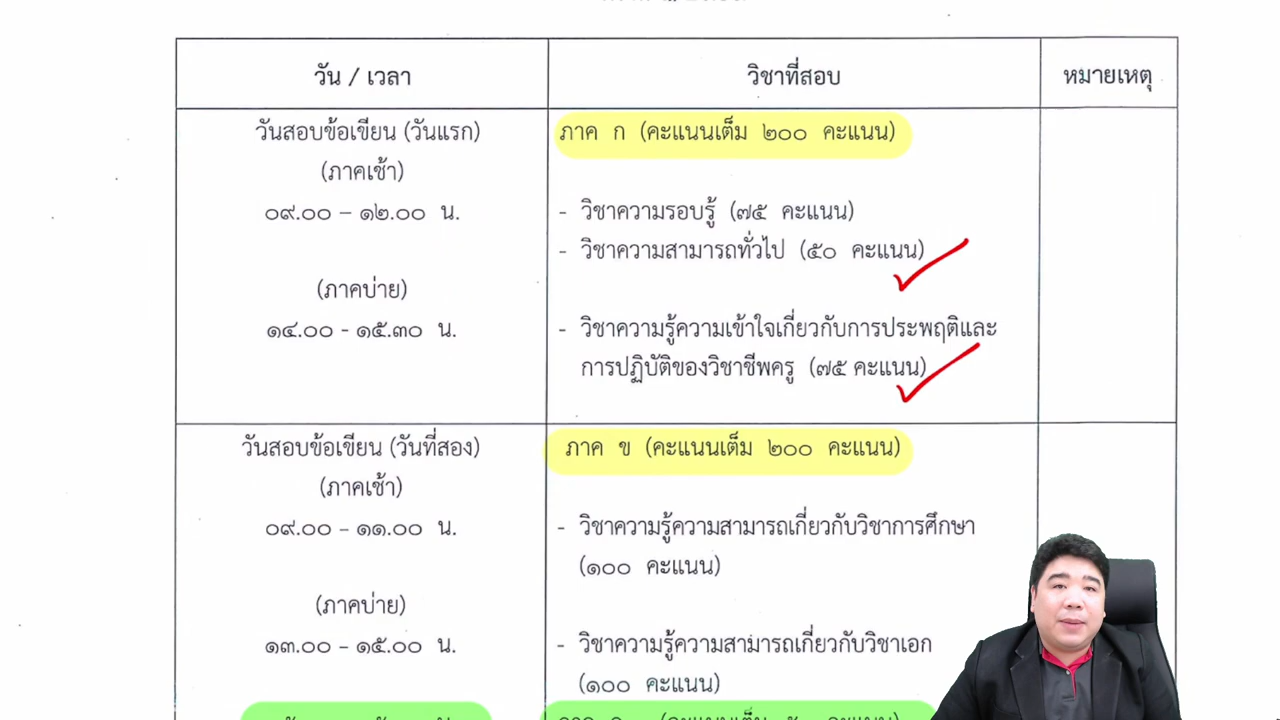 วัน / เวลา วิชาที่สอบ หมายเหตุ
วันสอบข้อเขียน (วันแรก) ภาค ก (คะแนนเต็ม ๒๐๐ คะแนน)
(ภาคเช้า)
๐๙.๐๐ – ๑๒.๐๐ น. - วิชาความรอบรู้ (๗๕ คะแนน)
- วิชาความสามารถทั่วไป (๕๐ คะแนน)
(ภาคบ่าย)
๑๔.๐๐ - ๑๕.๓๐ น. - วิชาความรู้ความเข้าใจเกี่ยวกับการประพฤติและ
การปฏิบัติของวิชาชีพครู (๗๕ คะแนน)
วันสอบข้อเขียน (วันที่สอง) ภาค ข (คะแนนเต็ม ๒๐๐ คะแนน)
(ภาคเช้า)
๐๙.๐๐ – ๑๑.๐๐ น. - วิชาความรู้ความสามารถเกี่ยวกับวิชาการศึกษา
(๑๐๐ คะแนน)
(ภาคบ่าย)
๑๓.๐๐ – ๑๕.๐๐ น. - วิชาความรู้ความสามารถเกี่ยวกับวิชาเอก
(๑๐๐ คะแนน)